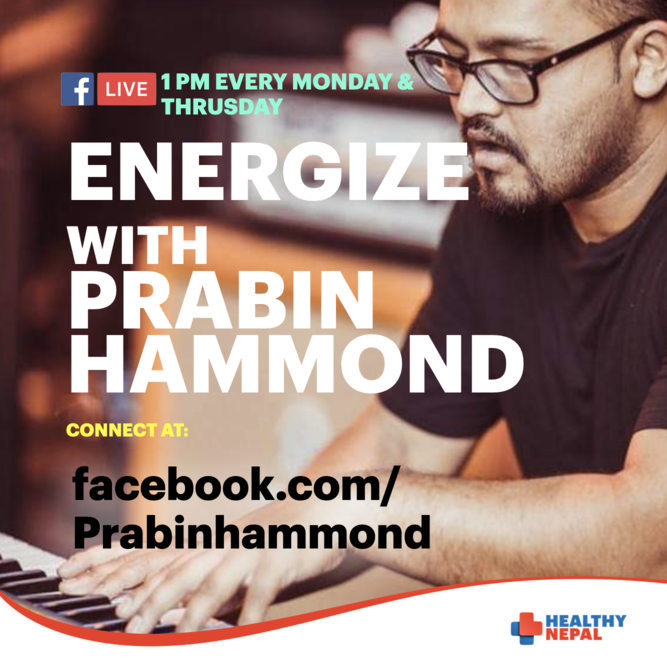 f LIVE 1 PM EVERY MONDAY &
THRUSDAY
ENERGIZE
WITH
PRABIN
HAMMOND
CONNECT AT:
facebook.com/
Prabinhammond
HEALTHY
NEPAL